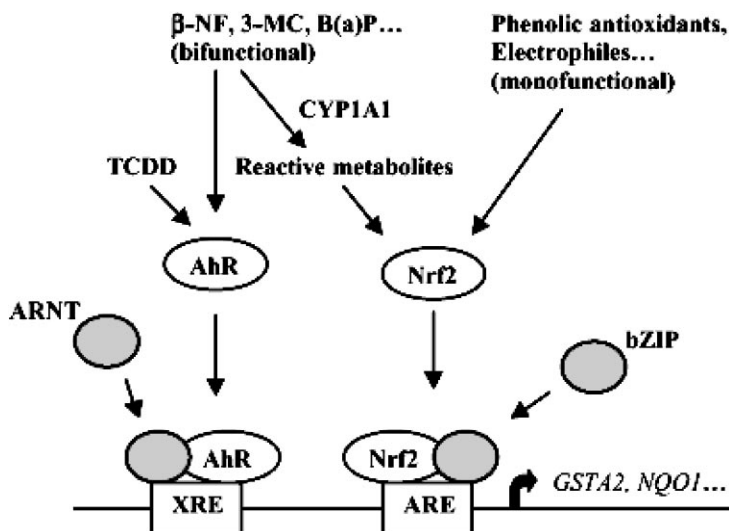 β-NF, 3-MC, B(a)P…
(bifunctional)
Phenolic antioxidants,
Electrophiles…
(monofunctional)
CYP1A1
TCDD
Reactive metabolites
AhR
Nrf2
ARNT
bZIP
AhR
Nrf2
XRE
ARE
GSTA2, NQO1…